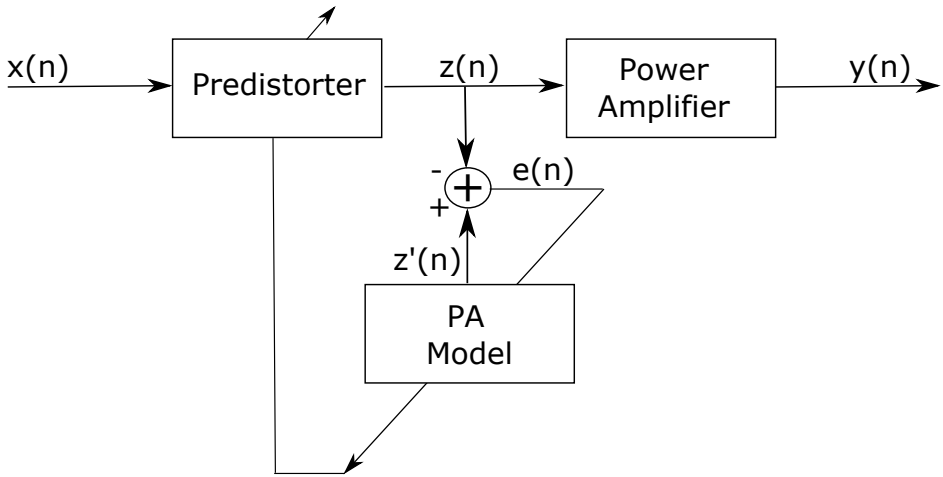 x(n)
Predistorter
z(n)
Power
Amplifier
y(n)
-
+
+
e(n)
z'(n)
PA
Model